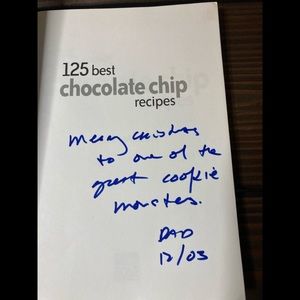 125 best
chocolate chip
recipes
Merry Christmas
to one of the
great cookie
monsters.
DAD
12/03